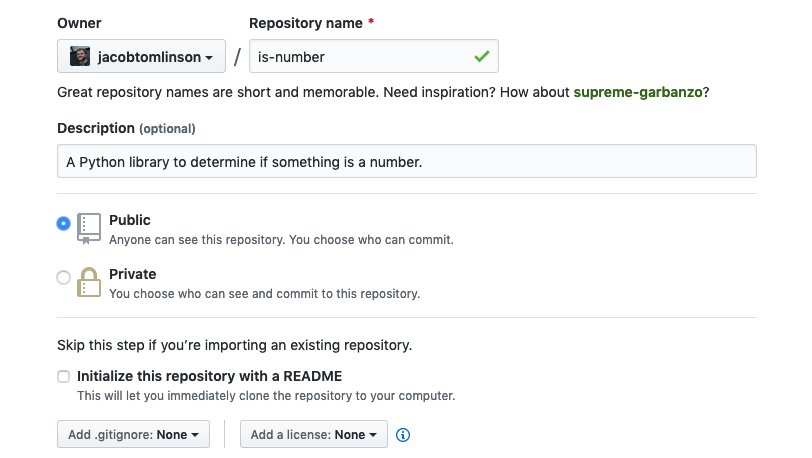 Owner
Repository name *
jacobtomlinson / is-number
Great repository names are short and memorable. Need inspiration? How about supreme-garbanzo?
Description (optional)
A Python library to determine if something is a number.
Public
Anyone can see this repository. You choose who can commit.
Private
You choose who can see and commit to this repository.
Skip this step if you’re importing an existing repository.
Initialize this repository with a README
This will let you immediately clone the repository to your computer.
Add .gitignore: None
Add a license: None